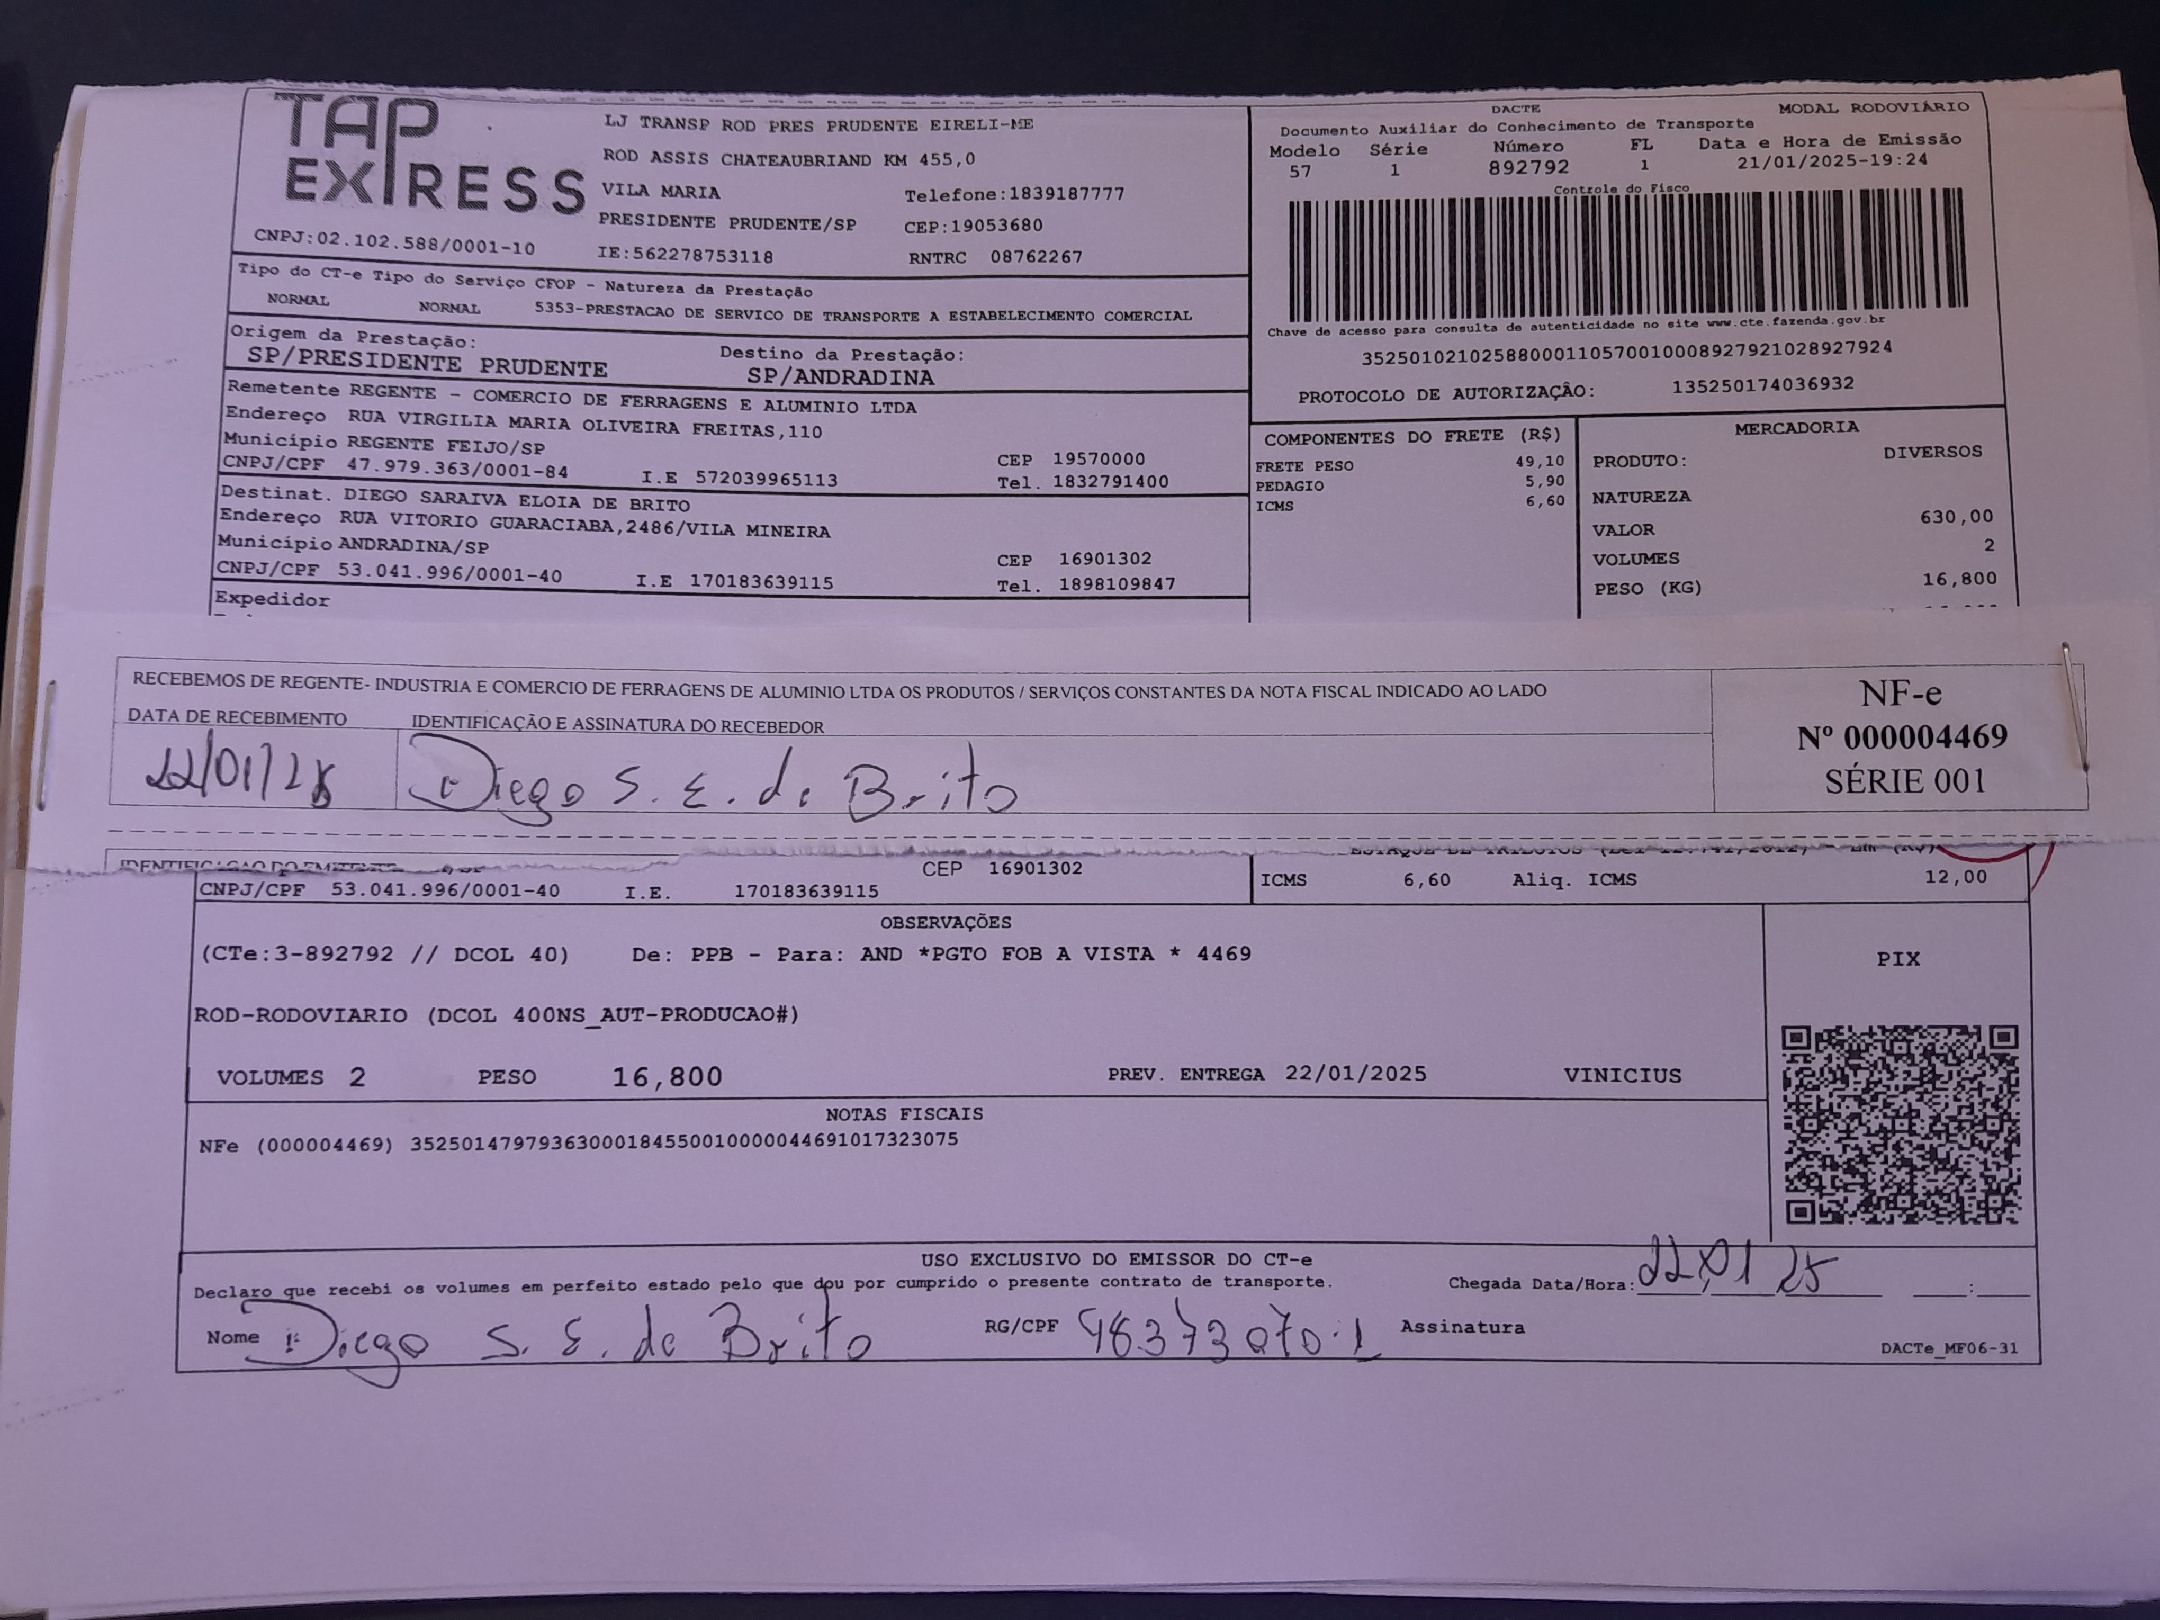 TAP EXPRESS
LJ TRANSP ROD PRES PRUDENTE EIRELI-ME
ROD ASSIS CHATEAUBRIAND KM 455,0
VILA MARIA Telefone:1839187777
PRESIDENTE PRUDENTE/SP CEP:19053680
CNPJ:02.102.588/0001-10 IE:562278753118 RNTRC 08762267
Tipo do CT-e Tipo do Serviço CFOP - Natureza da Prestação
NORMAL NORMAL 5353-PRESTACAO DE SERVICO DE TRANSPORTE A ESTABELECIMENTO COMERCIAL
Origem da Prestação: Destino da Prestação:
SP/PRESIDENTE PRUDENTE SP/ANDRADINA
Remetente REGENTE - COMERCIO DE FERRAGENS E ALUMINIO LTDA
Endereço RUA VIRGILIA MARIA OLIVEIRA FREITAS,110
Município REGENTE FEIJO/SP CEP 19570000
CNPJ/CPF 47.979.363/0001-84 I.E 572039965113 Tel. 1832791400
Destinat. DIEGO SARAIVA ELOIA DE BRITO
Endereço RUA VITORIO GUARACIABA,2486/VILA MINEIRA
Município ANDRADINA/SP CEP 16901302
CNPJ/CPF 53.041.996/0001-40 I.E 170183639115 Tel. 1898109847
Expedidor
DACTE MODAL RODOVIÁRIO
Documento Auxiliar do Conhecimento de Transporte
Modelo Série Número FL Data e Hora de Emissão
57 1 892792 1 21/01/2025-19:24
Controle do Fisco
Chave de acesso para consulta de autenticidade no site www.cte.fazenda.gov.br
35250102102588000110570010008927921028927924
PROTOCOLO DE AUTORIZAÇÃO: 135250174036932
COMPONENTES DO FRETE (R$)
FRETE PESO 49,10
PEDAGIO 5,90
ICMS 6,60
MERCADORIA
PRODUTO: DIVERSOS
NATUREZA
VALOR 630,00
VOLUMES 2
PESO (KG) 16,800
RECEBEMOS DE REGENTE- INDUSTRIA E COMERCIO DE FERRAGENS DE ALUMINIO LTDA OS PRODUTOS / SERVIÇOS CONSTANTES DA NOTA FISCAL INDICADO AO LADO
DATA DE RECEBIMENTO IDENTIFICAÇÃO E ASSINATURA DO RECEBEDOR
22/01/25 Diego S. E. de Brito
NF-e
Nº 000004469
SÉRIE 001
IDENTIFICAÇAO DO EMITENTE
CEP 16901302
CNPJ/CPF 53.041.996/0001-40 I.E. 170183639115
ICMS 6,60 Aliq. ICMS 12,00
OBSERVAÇÕES
(CTe:3-892792 // DCOL 40) De: PPB - Para: AND *PGTO FOB A VISTA * 4469
ROD-RODOVIARIO (DCOL 400NS_AUT-PRODUCAO#)
VOLUMES 2 PESO 16,800 PREV. ENTREGA 22/01/2025 VINICIUS
PIX
NOTAS FISCAIS
NFe (000004469) 35250147979363000184550010000044691017323075
USO EXCLUSIVO DO EMISSOR DO CT-e
Declaro que recebi os volumes em perfeito estado pelo que dou por cumprido o presente contrato de transporte. Chegada Data/Hora: 22 01 25 :
Nome Diego S. E. de Brito RG/CPF 48373070-1 Assinatura
DACTe_MF06-31